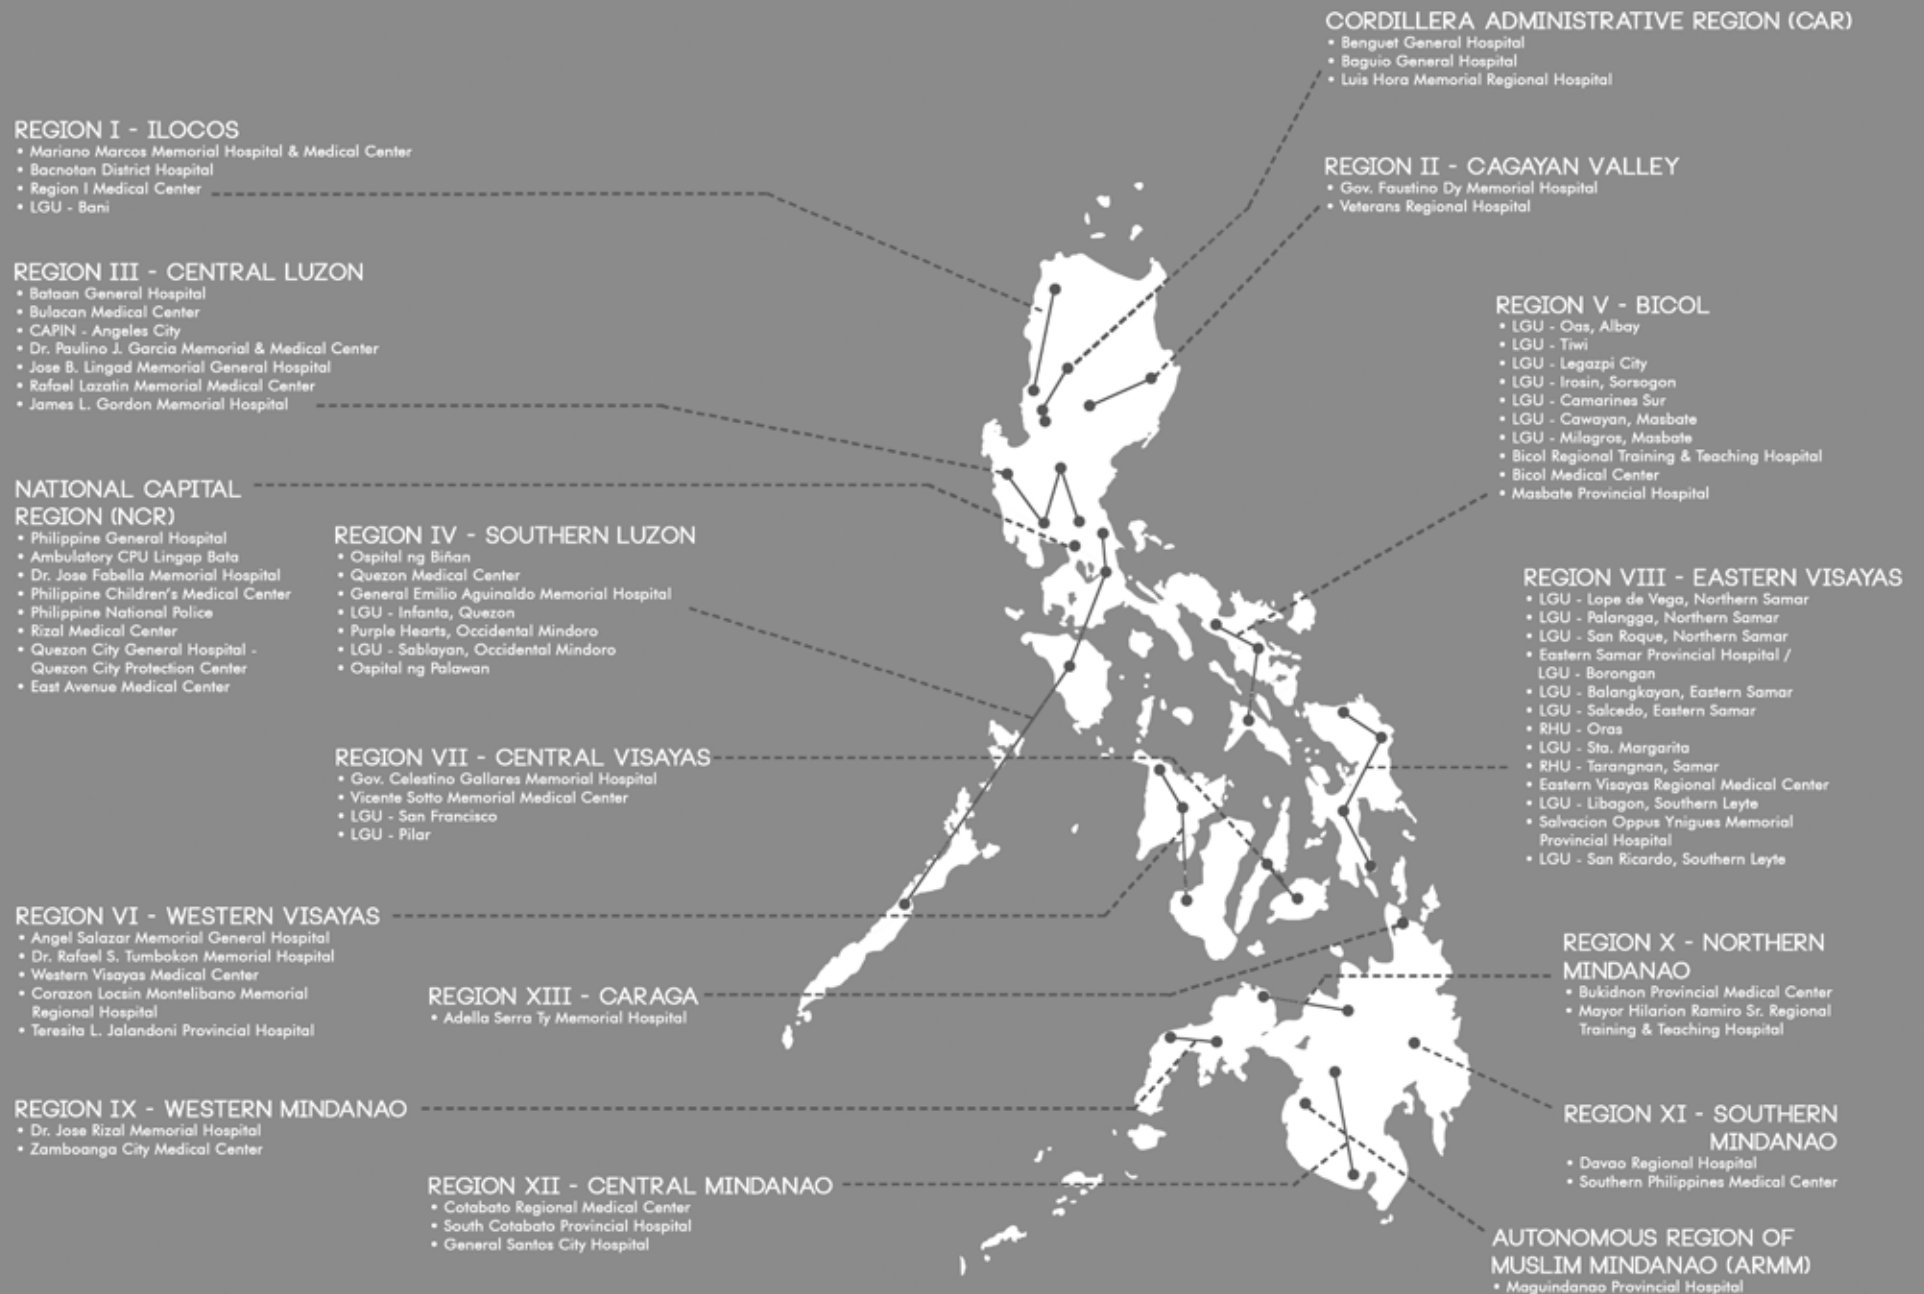 CORDILLERA ADMINISTRATIVE REGION (CAR)
• Benguet General Hospital
• Baguio General Hospital
• Luis Hora Memorial Regional Hospital
REGION I - ILOCOS
• Mariano Marcos Memorial Hospital & Medical Center
• Bacnotan District Hospital
• Region I Medical Center
• LGU - Bani
REGION II - CAGAYAN VALLEY
• Gov. Faustino Dy Memorial Hospital
• Veterans Regional Hospital
REGION III - CENTRAL LUZON
• Bataan General Hospital
• Bulacan Medical Center
• CAPIN - Angeles City
• Dr. Paulino J. Garcia Memorial & Medical Center
• Jose B. Lingad Memorial General Hospital
• Rafael Lazatin Memorial Medical Center
• James L. Gordon Memorial Hospital
REGION V - BICOL
• LGU - Oas, Albay
• LGU - Tiwi
• LGU - Legazpi City
• LGU - Irosin, Sorsogon
• LGU - Camarines Sur
• LGU - Cawayan, Masbate
• LGU - Milagros, Masbate
• Bicol Regional Training & Teaching Hospital
• Bicol Medical Center
• Masbate Provincial Hospital
NATIONAL CAPITAL
REGION (NCR)
• Philippine General Hospital
• Ambulatory CPU Lingap Bata
• Dr. Jose Fabella Memorial Hospital
• Philippine Children's Medical Center
• Philippine National Police
• Rizal Medical Center
• Quezon City General Hospital -
Quezon City Protection Center
• East Avenue Medical Center
REGION IV - SOUTHERN LUZON
• Ospital ng Biñan
• Quezon Medical Center
• General Emilio Aguinaldo Memorial Hospital
• LGU - Infanta, Quezon
• Purple Hearts, Occidental Mindoro
• LGU - Sablayan, Occidental Mindoro
• Ospital ng Palawan
REGION VIII - EASTERN VISAYAS
• LGU - Lope de Vega, Northern Samar
• LGU - Palangga, Northern Samar
• LGU - San Roque, Northern Samar
• Eastern Samar Provincial Hospital /
LGU - Borongan
• LGU - Balangkayan, Eastern Samar
• LGU - Salcedo, Eastern Samar
• RHU - Oras
• LGU - Sta. Margarita
• RHU - Tarangnan, Samar
• Eastern Visayas Regional Medical Center
• LGU - Libagon, Southern Leyte
• Salvacion Oppus Ynigues Memorial
Provincial Hospital
• LGU - San Ricardo, Southern Leyte
REGION VII - CENTRAL VISAYAS
• Gov. Celestino Gallares Memorial Hospital
• Vicente Sotto Memorial Medical Center
• LGU - San Francisco
• LGU - Pilar
REGION VI - WESTERN VISAYAS
• Angel Salazar Memorial General Hospital
• Dr. Rafael S. Tumbokon Memorial Hospital
• Western Visayas Medical Center
• Corazon Locsin Montelibano Memorial
Regional Hospital
• Teresita L. Jalandoni Provincial Hospital
REGION XIII - CARAGA
• Adella Serra Ty Memorial Hospital
REGION X - NORTHERN
MINDANAO
• Bukidnon Provincial Medical Center
• Mayor Hilarion Ramiro Sr. Regional
Training & Teaching Hospital
REGION IX - WESTERN MINDANAO
• Dr. Jose Rizal Memorial Hospital
• Zamboanga City Medical Center
REGION XI - SOUTHERN
MINDANAO
• Davao Regional Hospital
• Southern Philippines Medical Center
REGION XII - CENTRAL MINDANAO
• Cotabato Regional Medical Center
• South Cotabato Provincial Hospital
• General Santos City Hospital
AUTONOMOUS REGION OF
MUSLIM MINDANAO (ARMM)
• Maguindanao Provincial Hospital